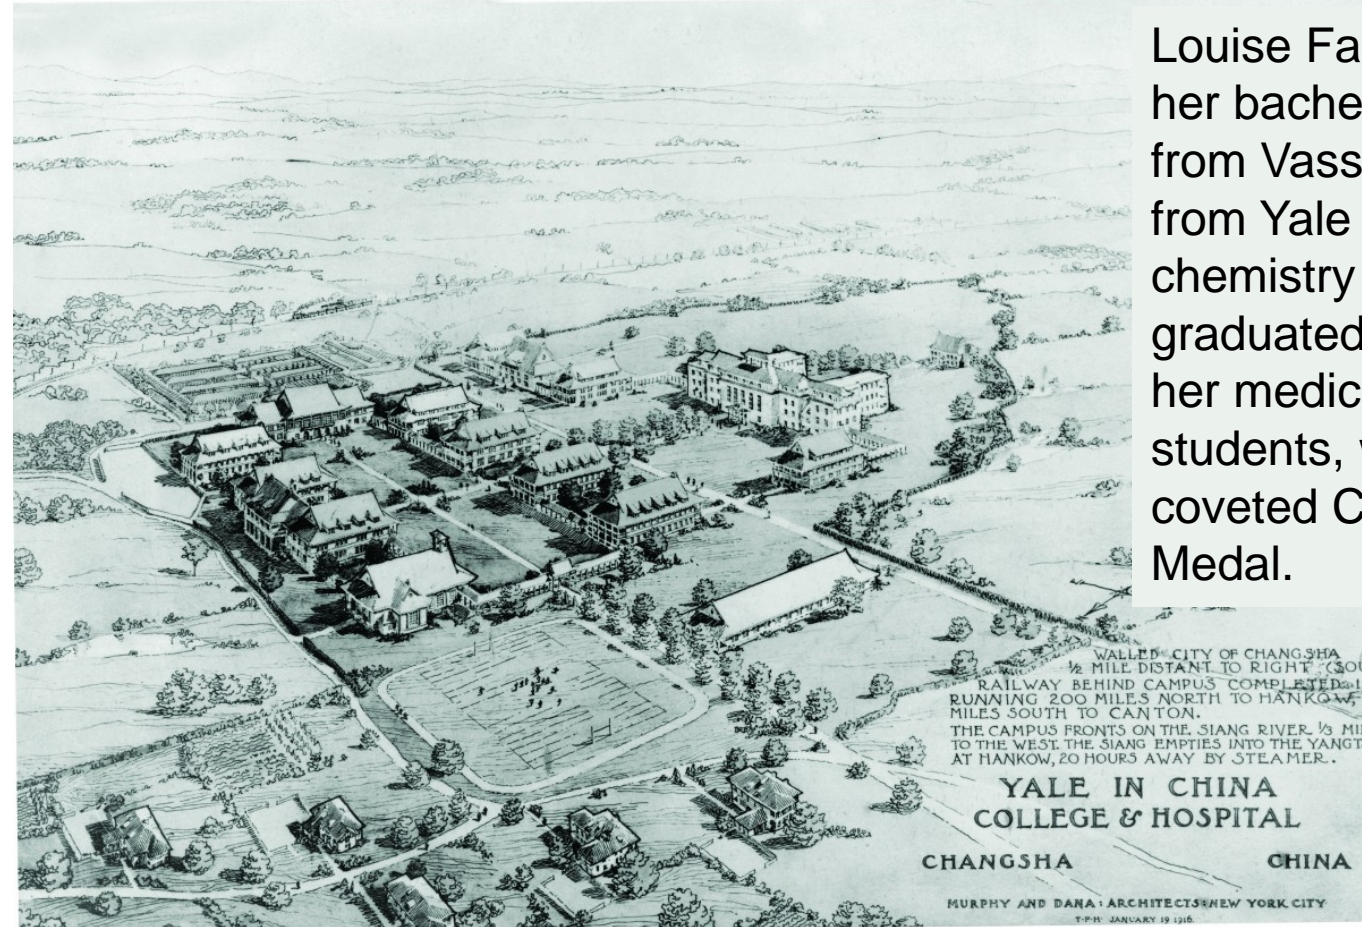 Louise Fa
her bache
from Vass
from Yale
chemistry
graduated
her medic
students,
coveted C
Medal.
WALLED CITY OF CHANGSHA
1/2 MILE DISTANT TO RIGHT (SOU
RAILWAY BEHIND CAMPUS COMPLETED
RUNNING 200 MILES NORTH TO HANKOW,
MILES SOUTH TO CANTON.
THE CAMPUS FRONTS ON THE SIANG RIVER 1/3 MI
TO THE WEST. THE SIANG EMPTIES INTO THE YANGT
AT HANKOW, 20 HOURS AWAY BY STEAMER.
YALE IN CHINA
COLLEGE & HOSPITAL
CHANGSHA CHINA
MURPHY AND DANA: ARCHITECTS: NEW YORK CITY
T·P·H· JANUARY 19 1916.